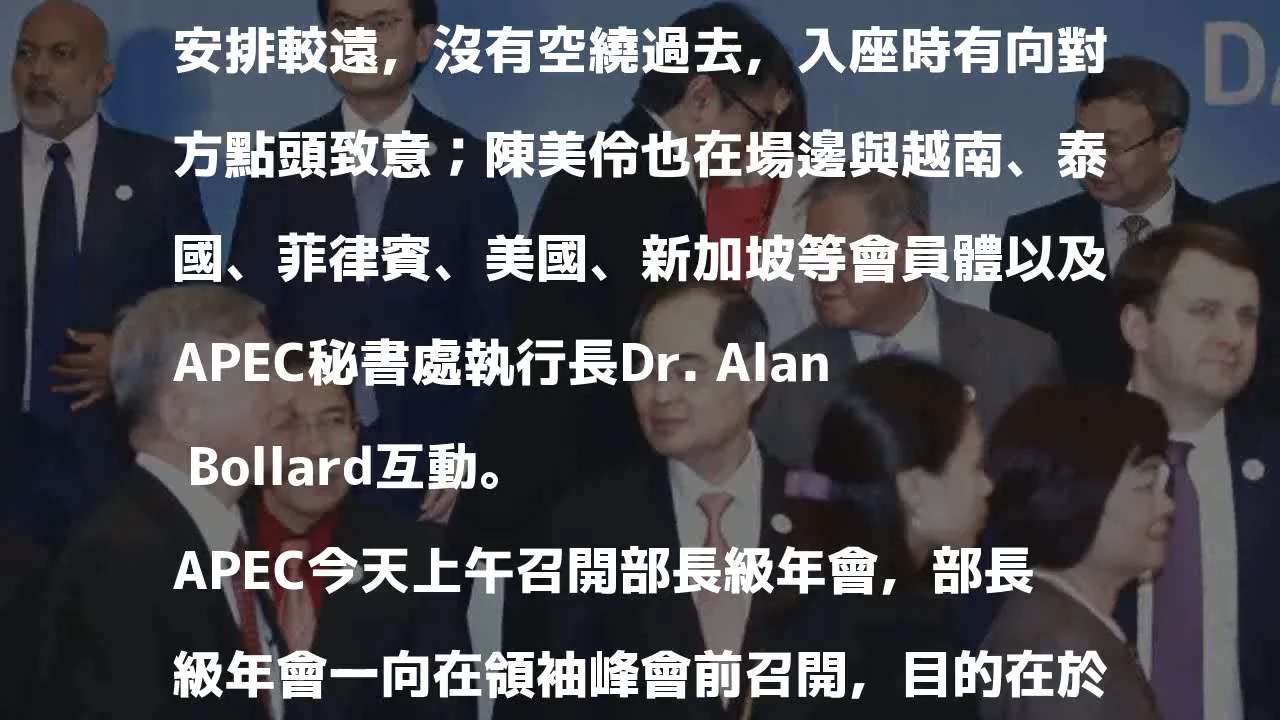 安排較遠，沒有空繞過去，入座時有向對
方點頭致意；陳美伶也在場邊與越南、泰
國、菲律賓、美國、新加坡等會員體以及
APEC秘書處執行長Dr. Alan
Bollard互動。
APEC今天上午召開部長級年會，部長
級年會一向在領袖峰會前召開，目的在於